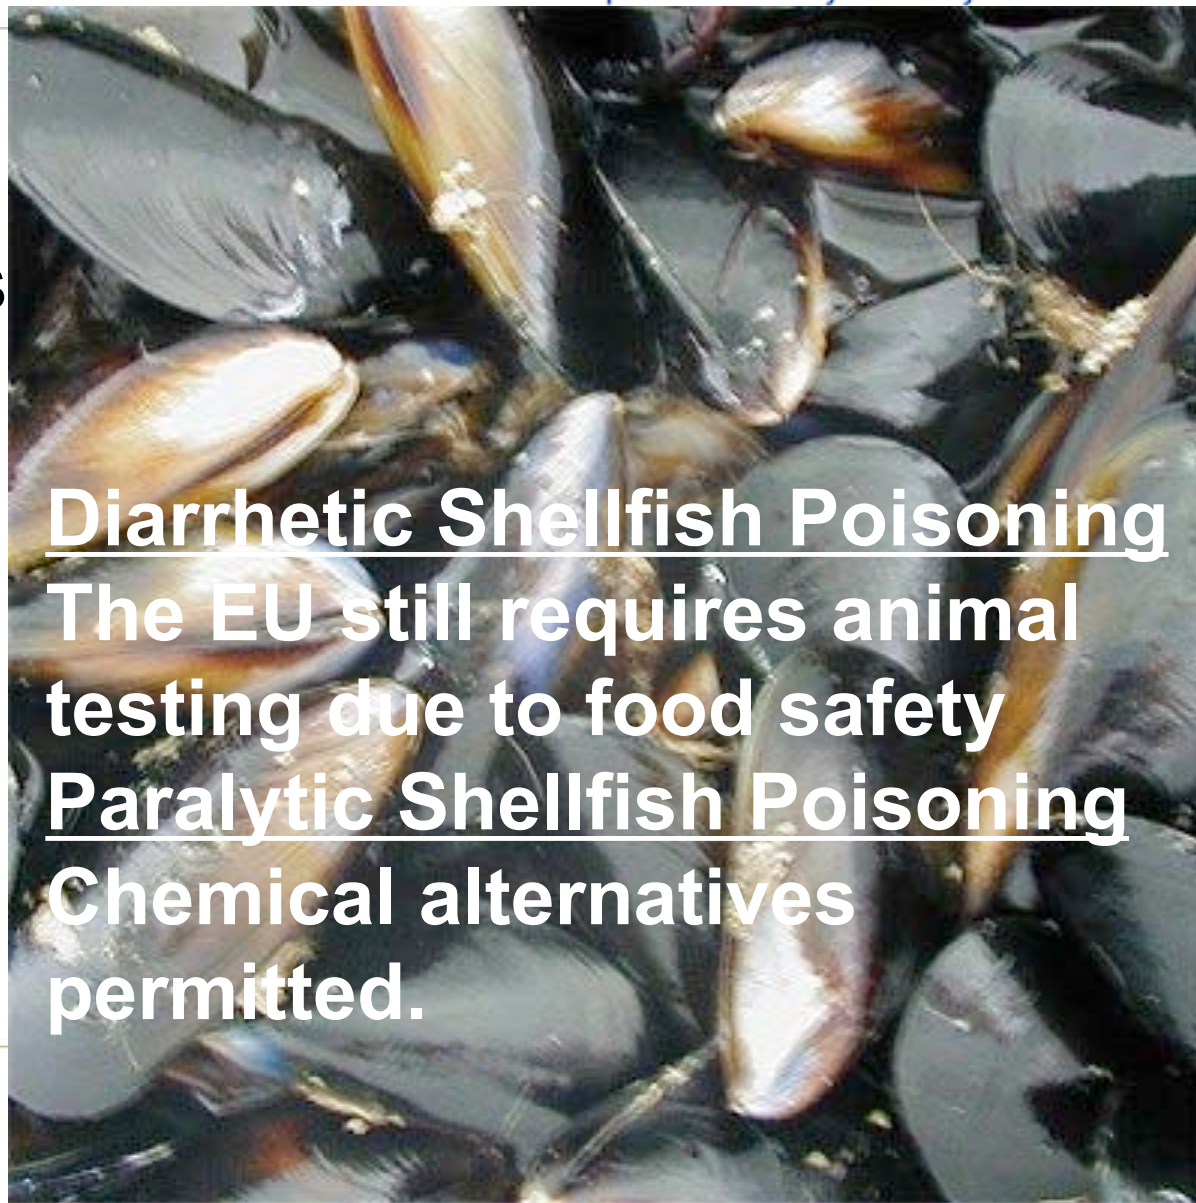 s
Diarrhetic Shellfish Poisoning
The EU still requires animal
testing due to food safety
Paralytic Shellfish Poisoning
Chemical alternatives
permitted.